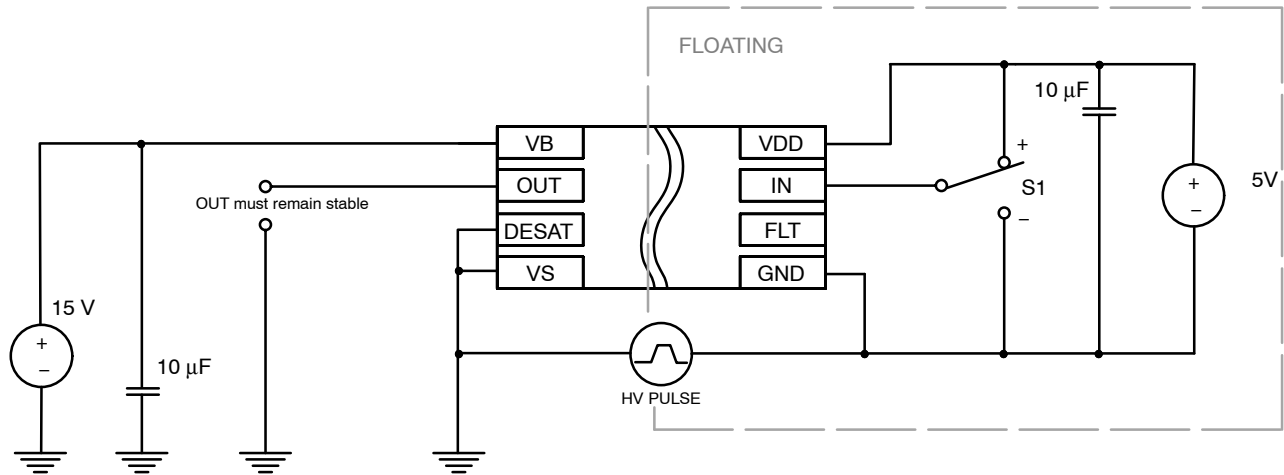 FLOATING
10 μF
VB
VDD
+
OUT
IN
S1
+
–
5V
OUT must remain stable
–
DESAT
FLT
VS
GND
15 V
+
–
10 μF
HV PULSE